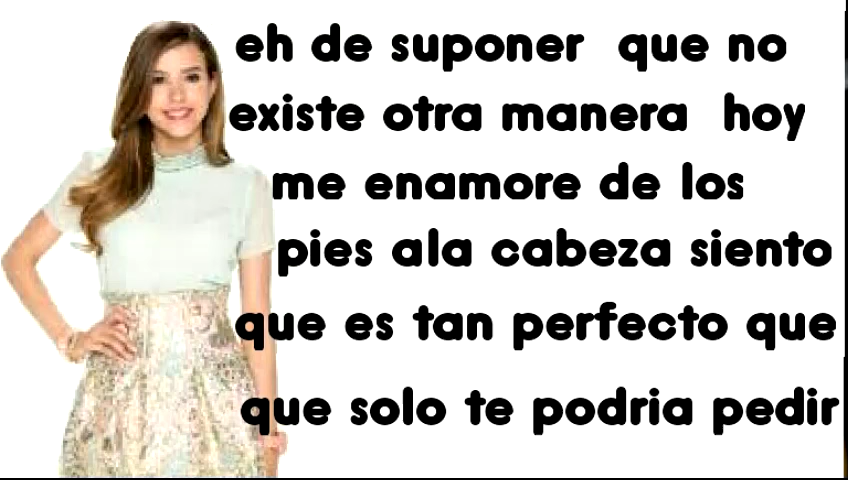 eh de suponer que no
existe otra manera hoy
me enamore de los
pies ala cabeza siento
que es tan perfecto que
que solo te podria pedir